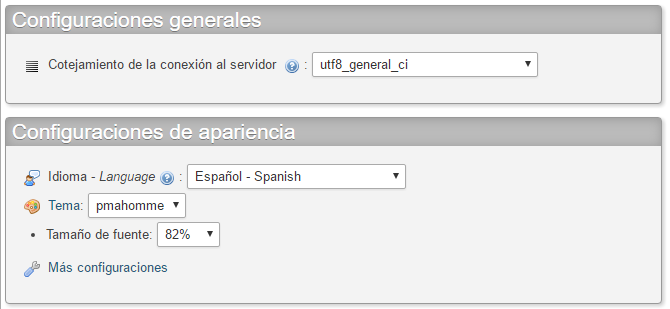 Configuraciones generales
Cotejamiento de la conexión al servidor : utf8_general_ci
Configuraciones de apariencia
Idioma - Language : Español - Spanish
Tema: pmahomme
Tamaño de fuente: 82%
Más configuraciones